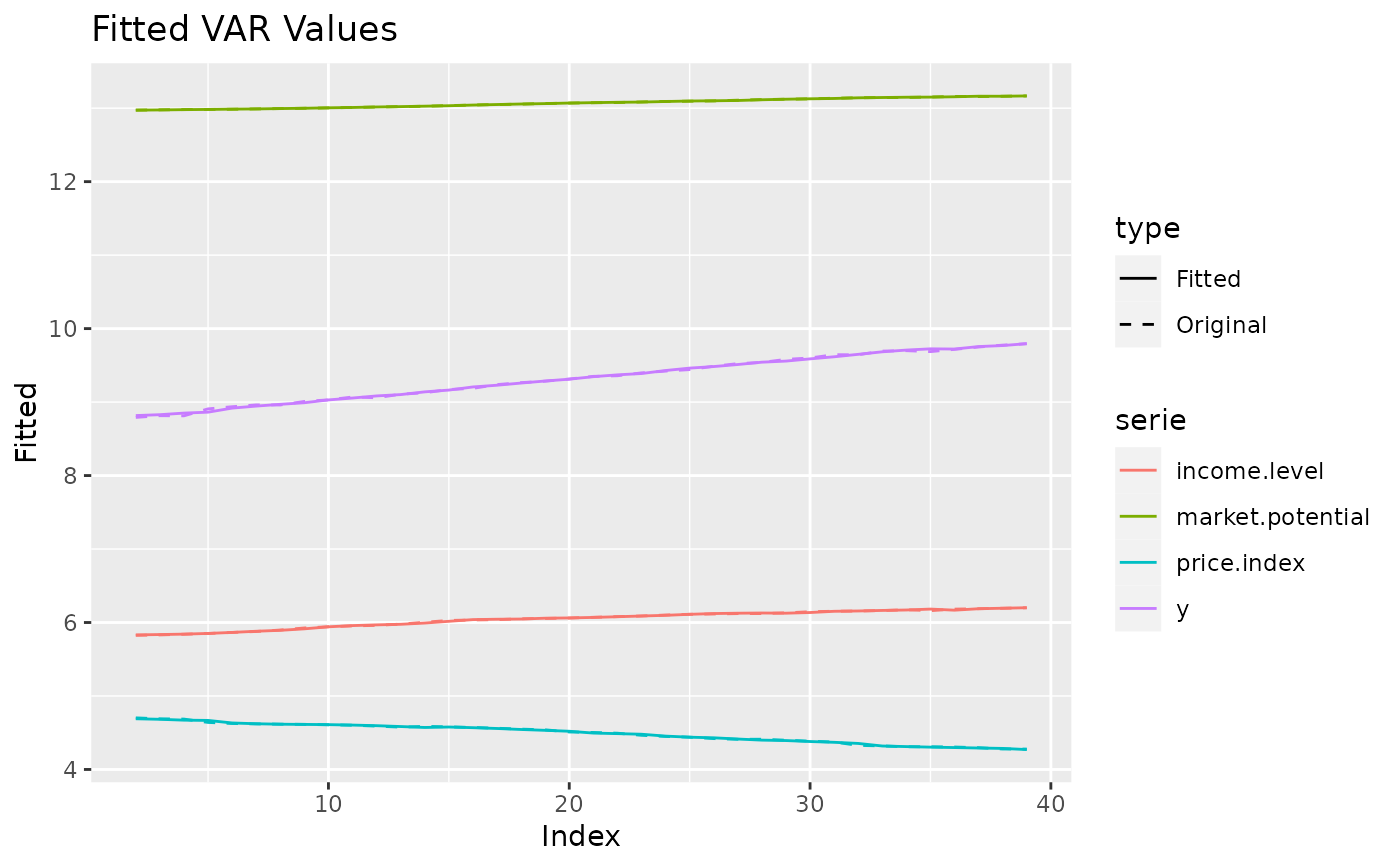 Fitted VAR Values
Fitted
12
10
8
6
4
10
20
30
40
Index
type
Fitted
Original
serie
income.level
market.potential
price.index
y